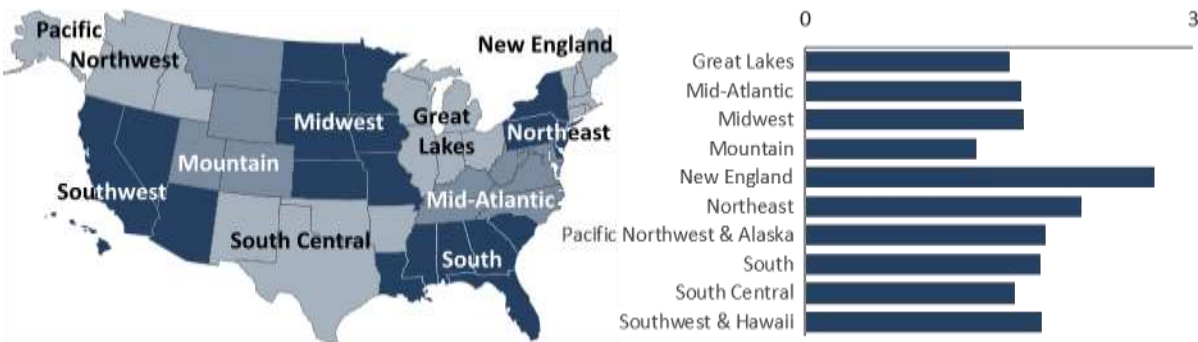 Pacific
Northwest
New England
Midwest
Great
Lakes
Northeast
Mountain
Southwest
Mid-Atlantic
South Central
South
0 3
Great Lakes
Mid-Atlantic
Midwest
Mountain
New England
Northeast
Pacific Northwest & Alaska
South
South Central
Southwest & Hawaii